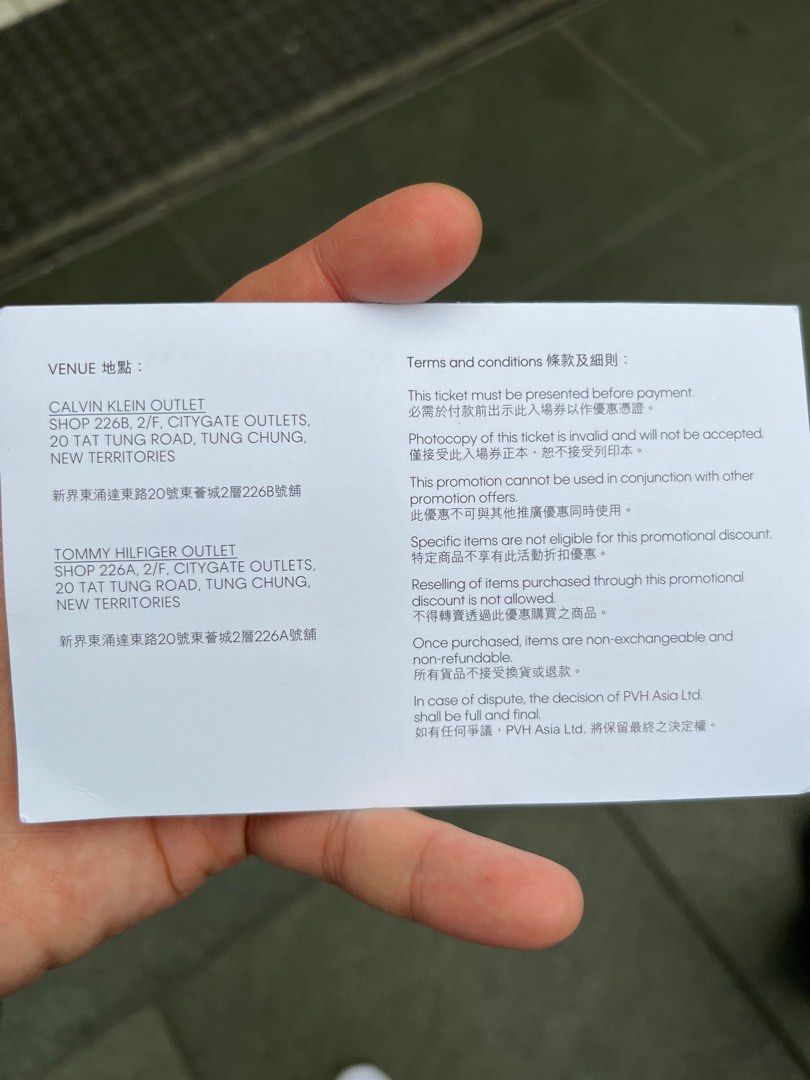 VENUE 地點：
CALVIN KLEIN OUTLET
SHOP 226B, 2/F, CITYGATE OUTLETS,
20 TAT TUNG ROAD, TUNG CHUNG,
NEW TERRITORIES
新界東涌達東路20號東薈城2層226B號舖
TOMMY HILFIGER OUTLET
SHOP 226A, 2/F, CITYGATE OUTLETS,
20 TAT TUNG ROAD, TUNG CHUNG,
NEW TERRITORIES
新界東涌達東路20號東薈城2層226A號舖
Terms and conditions 條款及細則：
This ticket must be presented before payment.
必需於付款前出示此入場券以作優惠憑證。
Photocopy of this ticket is invalid and will not be accepted.
僅接受此入場券正本，恕不接受列印本。
This promotion cannot be used in conjunction with other
promotion offers.
此優惠不可與其他推廣優惠同時使用。
Specific items are not eligible for this promotional discount.
特定商品不享有此活動折扣優惠。
Reselling of items purchased through this promotional
discount is not allowed.
不得轉賣透過此優惠購買之商品。
Once purchased, items are non-exchangeable and
non-refundable.
所有貨品不接受換貨或退款。
In case of dispute, the decision of PVH Asia Ltd.
shall be full and final.
如有任何爭議，PVH Asia Ltd. 將保留最終之決定權。